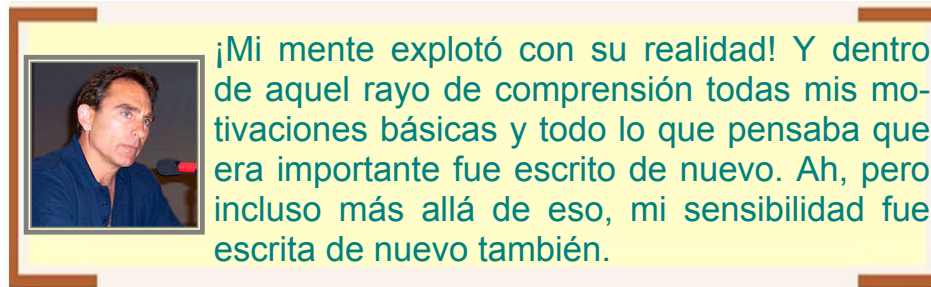 ¡Mi mente explotó con su realidad! Y dentro
de aquel rayo de comprensión todas mis mo-
tivaciones básicas y todo lo que pensaba que
era importante fue escrito de nuevo. Ah, pero
incluso más allá de eso, mi sensibilidad fue
escrita de nuevo también.